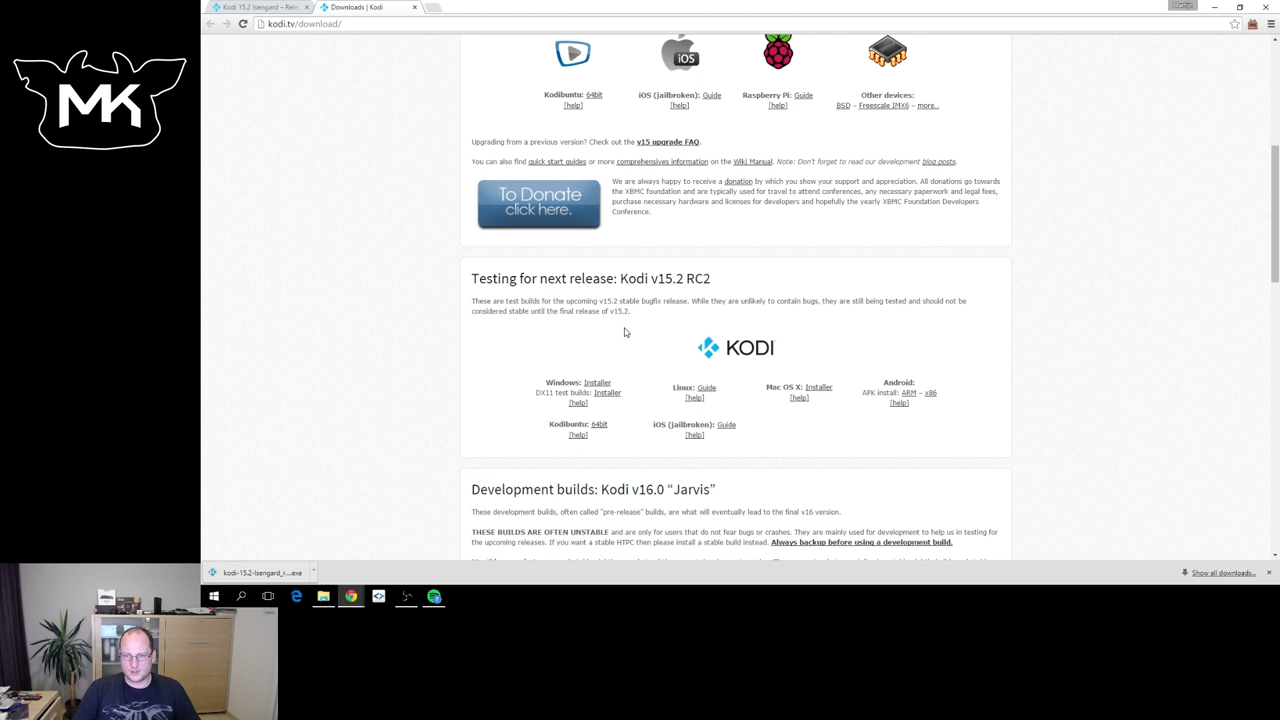 MK
Kodi 15.2 Isengard – Rele
Downloads | Kodi
Martin
kodi.tv/download/
iOS
Kodibuntu: 64bit
[help]
iOS (jailbroken): Guide
[help]
Raspberry Pi: Guide
[help]
Other devices:
BSD – Freescale IMX6 – more...
Upgrading from a previous version? Check out the v15 upgrade FAQ.
You can also find quick start guides or more comprehensives information on the Wiki Manual. Note: Don't forget to read our development blog posts.
To Donate
click here.
We are always happy to receive a donation by which you show your support and appreciation. All donations go towards
the XBMC foundation and are typically used for travel to attend conferences, any necessary paperwork and legal fees,
purchase necessary hardware and licenses for developers and hopefully the yearly XBMC Foundation Developers
Conference.
Testing for next release: Kodi v15.2 RC2
These are test builds for the upcoming v15.2 stable bugfix release. While they are unlikely to contain bugs, they are still being tested and should not be
considered stable until the final release of v15.2.
KODI
Windows: Installer
DX11 test builds: Installer
[help]
Linux: Guide
[help]
Mac OS X: Installer
[help]
Android:
APK install: ARM – x86
[help]
Kodibuntu: 64bit
[help]
iOS (jailbroken): Guide
[help]
Development builds: Kodi v16.0 “Jarvis”
These development builds, often called "pre-release" builds, are what will eventually lead to the final v16 version.
THESE BUILDS ARE OFTEN UNSTABLE and are only for users that do not fear bugs or crashes. They are mainly used for development to help us in testing for
the upcoming releases. If you want a stable HTPC then please install a stable build instead. Always backup before using a development build.
kodi-15.2-Isengard_r....exe
Show all downloads...